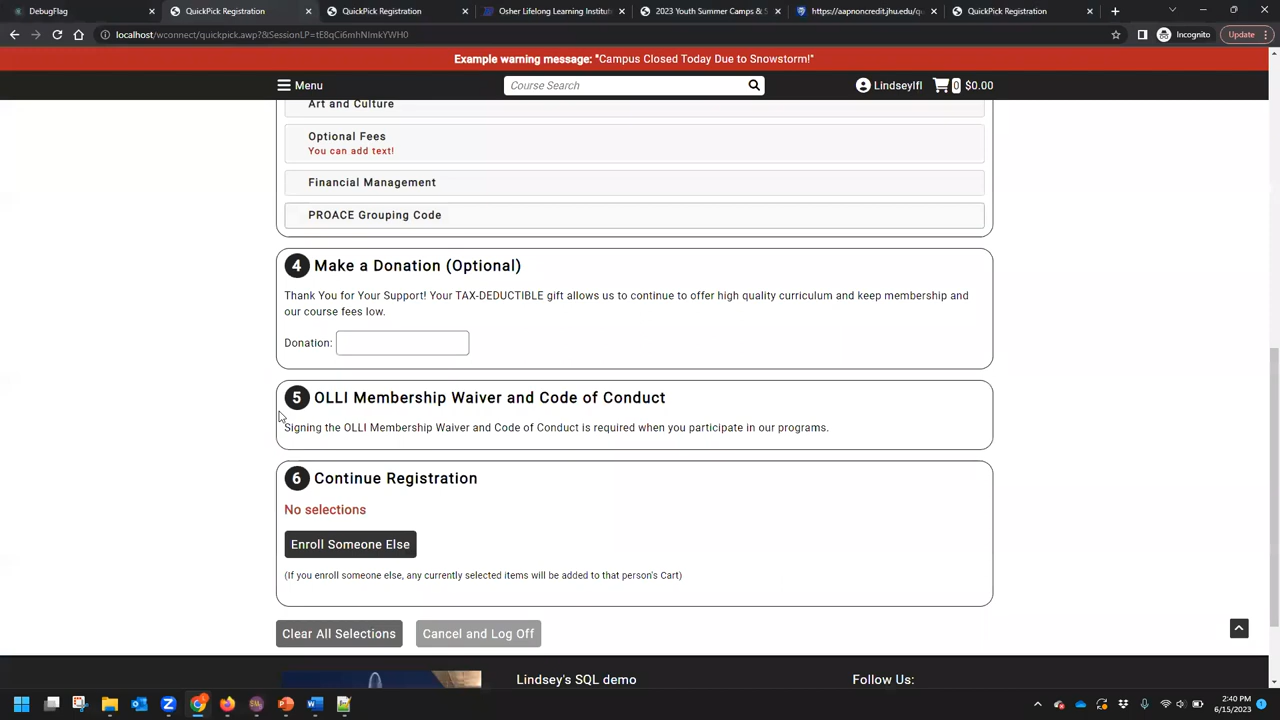 DebugFlag
QuickPick Registration
QuickPick Registration
Osher Lifelong Learning Institut
2023 Youth Summer Camps & S
https://aapnoncredit.jhu.edu/q
QuickPick Registration
localhost/wconnect/quickpick.awp?&SessionLP=tE8qCi6mhNImkYWH0
Incognito
Update
Example warning message: "Campus Closed Today Due to Snowstorm!"
Menu
Course Search
Lindseylfl
0
$0.00
Art and Culture
Optional Fees
You can add text!
Financial Management
PROACE Grouping Code
4 Make a Donation (Optional)
Thank You for Your Support! Your TAX-DEDUCTIBLE gift allows us to continue to offer high quality curriculum and keep membership and
our course fees low.
Donation:
5 OLLI Membership Waiver and Code of Conduct
Signing the OLLI Membership Waiver and Code of Conduct is required when you participate in our programs.
6 Continue Registration
No selections
Enroll Someone Else
(If you enroll someone else, any currently selected items will be added to that person's Cart)
Clear All Selections
Cancel and Log Off
Lindsey's SQL demo
Follow Us:
2:40 PM
6/15/2023